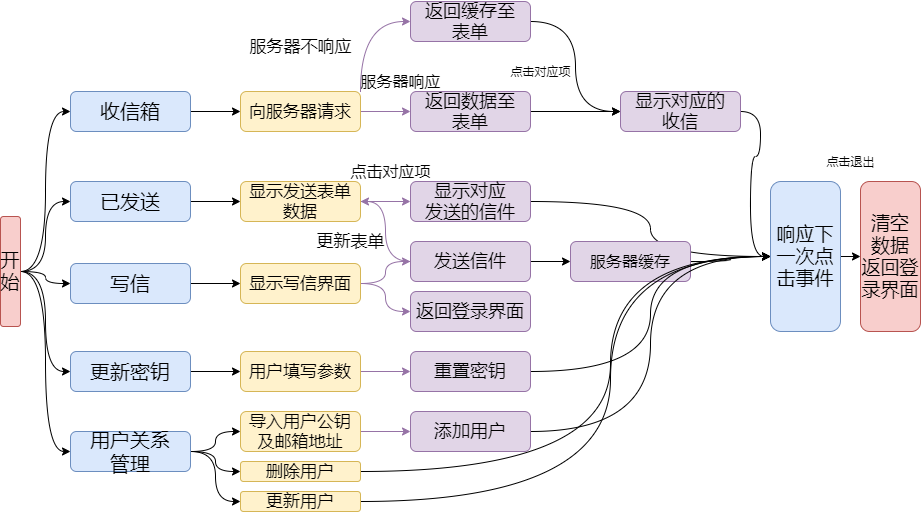 返回缓存至
表单
服务器不响应
服务器响应
点击对应项
收信箱
向服务器请求
返回数据至
表单
显示对应的
收信
点击退出
点击对应项
已发送
显示发送表单
数据
显示对应
发送的信件
更新表单
开
始
写信
显示写信界面
发送信件
服务器缓存
返回登录界面
响应下
一次点
击事件
清空
数据
返回登
录界面
更新密钥
用户填写参数
重置密钥
用户关系
管理
导入用户公钥
及邮箱地址
添加用户
删除用户
更新用户